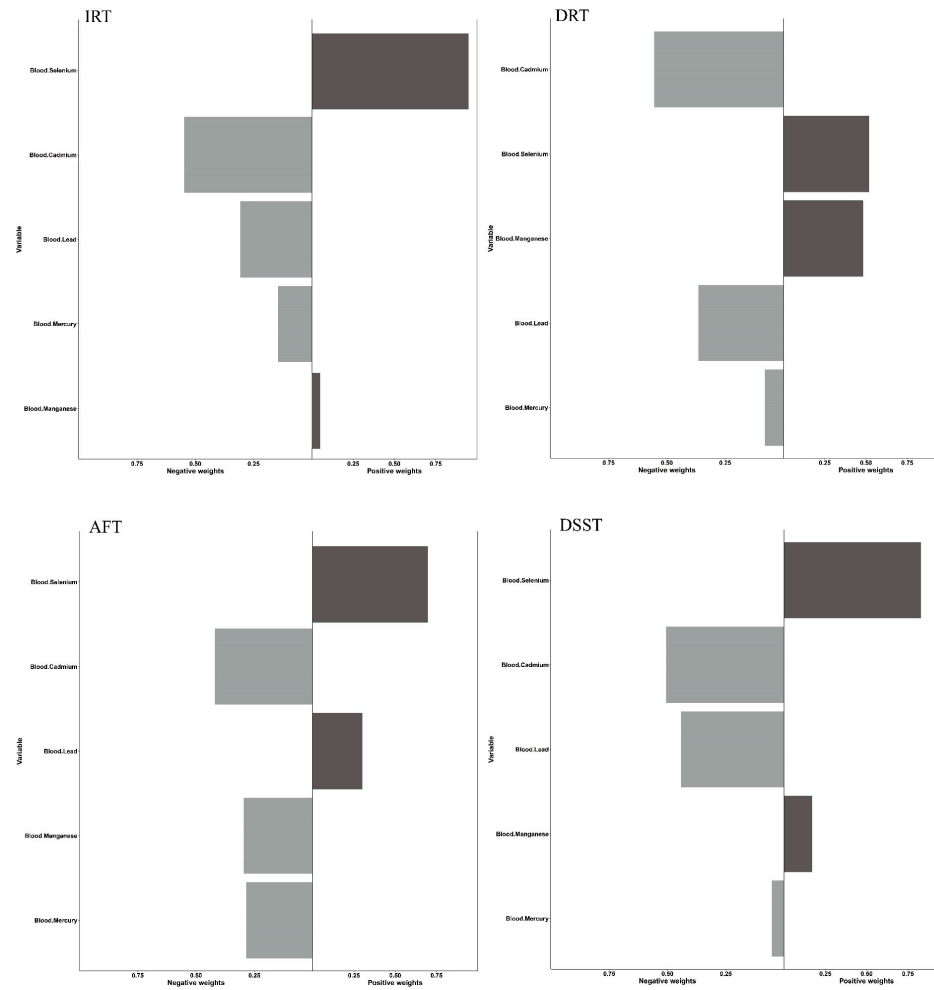 IRT
Blood.Selenium
Blood.Cadmium
Blood.Lead
Blood.Mercury
Blood.Manganese
Variable
0.75 0.50 0.25 0.25 0.50 0.75
Negative weights Positive weights
DRT
Blood.Cadmium
Blood.Selenium
Blood.Manganese
Blood.Lead
Blood.Mercury
Variable
0.75 0.50 0.25 0.25 0.50 0.75
Negative weights Positive weights
AFT
Blood.Selenium
Blood.Cadmium
Blood.Lead
Blood.Manganese
Blood.Mercury
Variable
0.75 0.50 0.25 0.25 0.50 0.75
Negative weights Positive weights
DSST
Blood.Selenium
Blood.Cadmium
Blood.Lead
Blood.Manganese
Blood.Mercury
Variable
0.75 0.50 0.25 0.25 0.50 0.75
Negative weights Positive weights